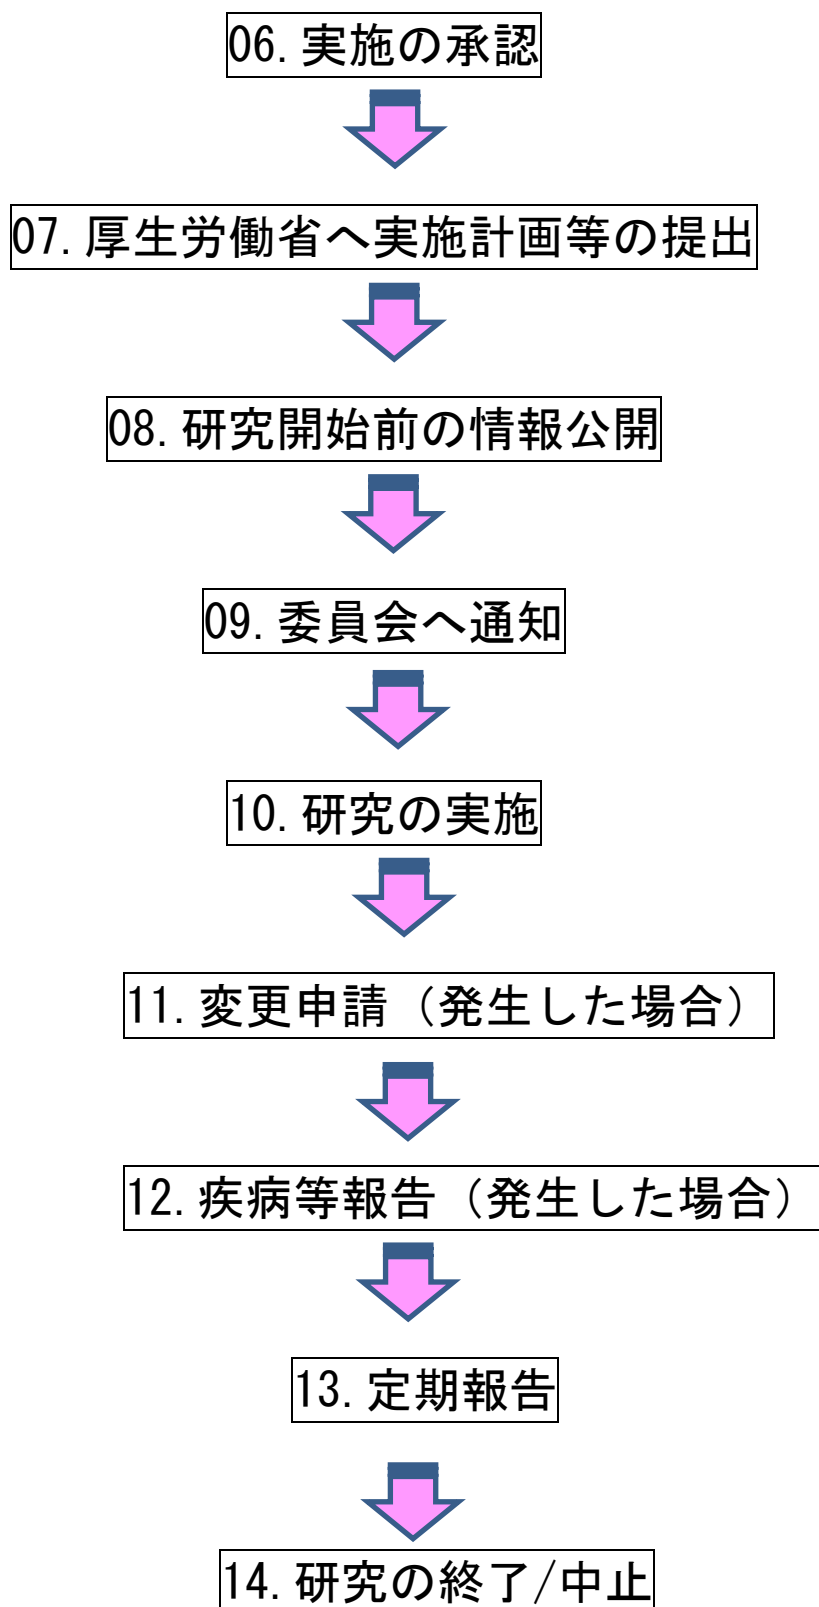 06.実施の承認
07.厚生労働省へ実施計画等の提出
08.研究開始前の情報公開
09.委員会へ通知
10.研究の実施
11.変更申請（発生した場合）
12.疾病等報告（発生した場合）
13.定期報告
14.研究の終了/中止